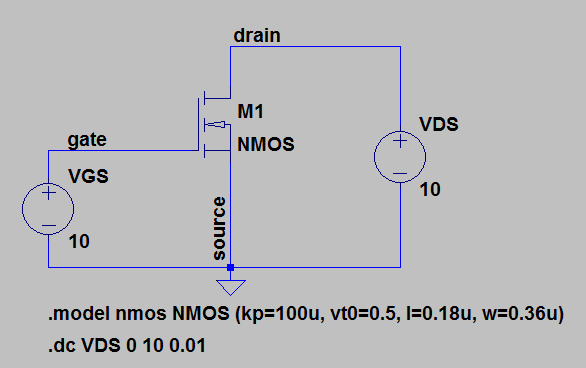 drain
M1
NMOS
VDS
10
gate
VGS
10
source
.model nmos NMOS (kp=100u, vt0=0.5, l=0.18u, w=0.36u)
.dc VDS 0 10 0.01